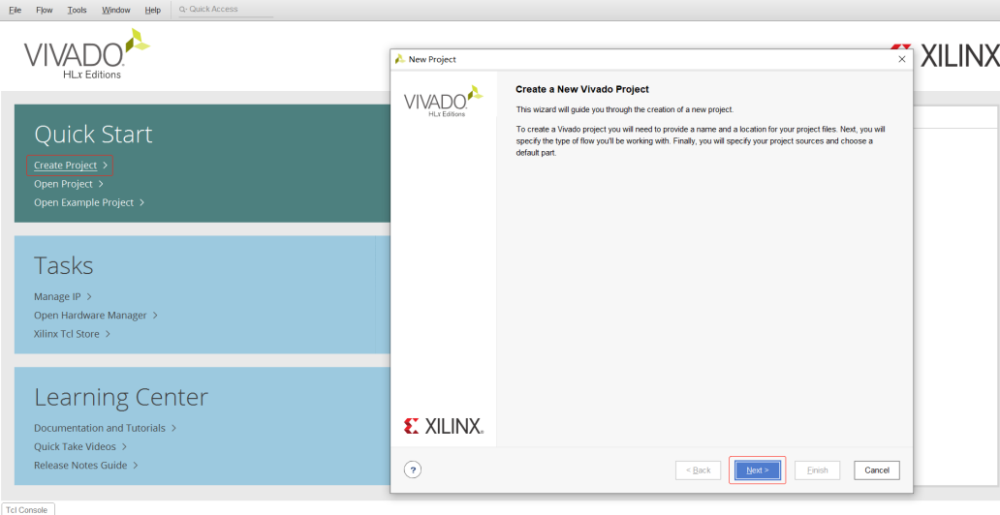 File Flow Tools Window Help Quick Access
VIVADO
HLx Editions
XILINX
Quick Start
Create Project >
Open Project >
Open Example Project >
Tasks
Manage IP >
Open Hardware Manager >
Xilinx Tcl Store >
Learning Center
Documentation and Tutorials >
Quick Take Videos >
Release Notes Guide >
Tcl Console
New Project
VIVADO
HLx Editions
Create a New Vivado Project
This wizard will guide you through the creation of a new project.
To create a Vivado project you will need to provide a name and a location for your project files. Next, you will
specify the type of flow you'll be working with. Finally, you will specify your project sources and choose a
default part.
XILINX
?
< Back Next > Finish Cancel